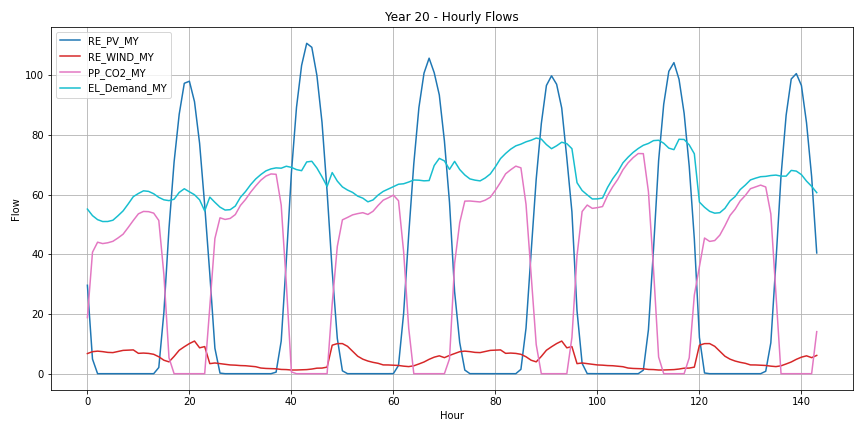 Year 20 - Hourly Flows
RE_PV_MY
RE_WIND_MY
PP_CO2_MY
EL_Demand_MY
Flow
100
80
60
40
20
0
0 20 40 60 80 100 120 140
Hour